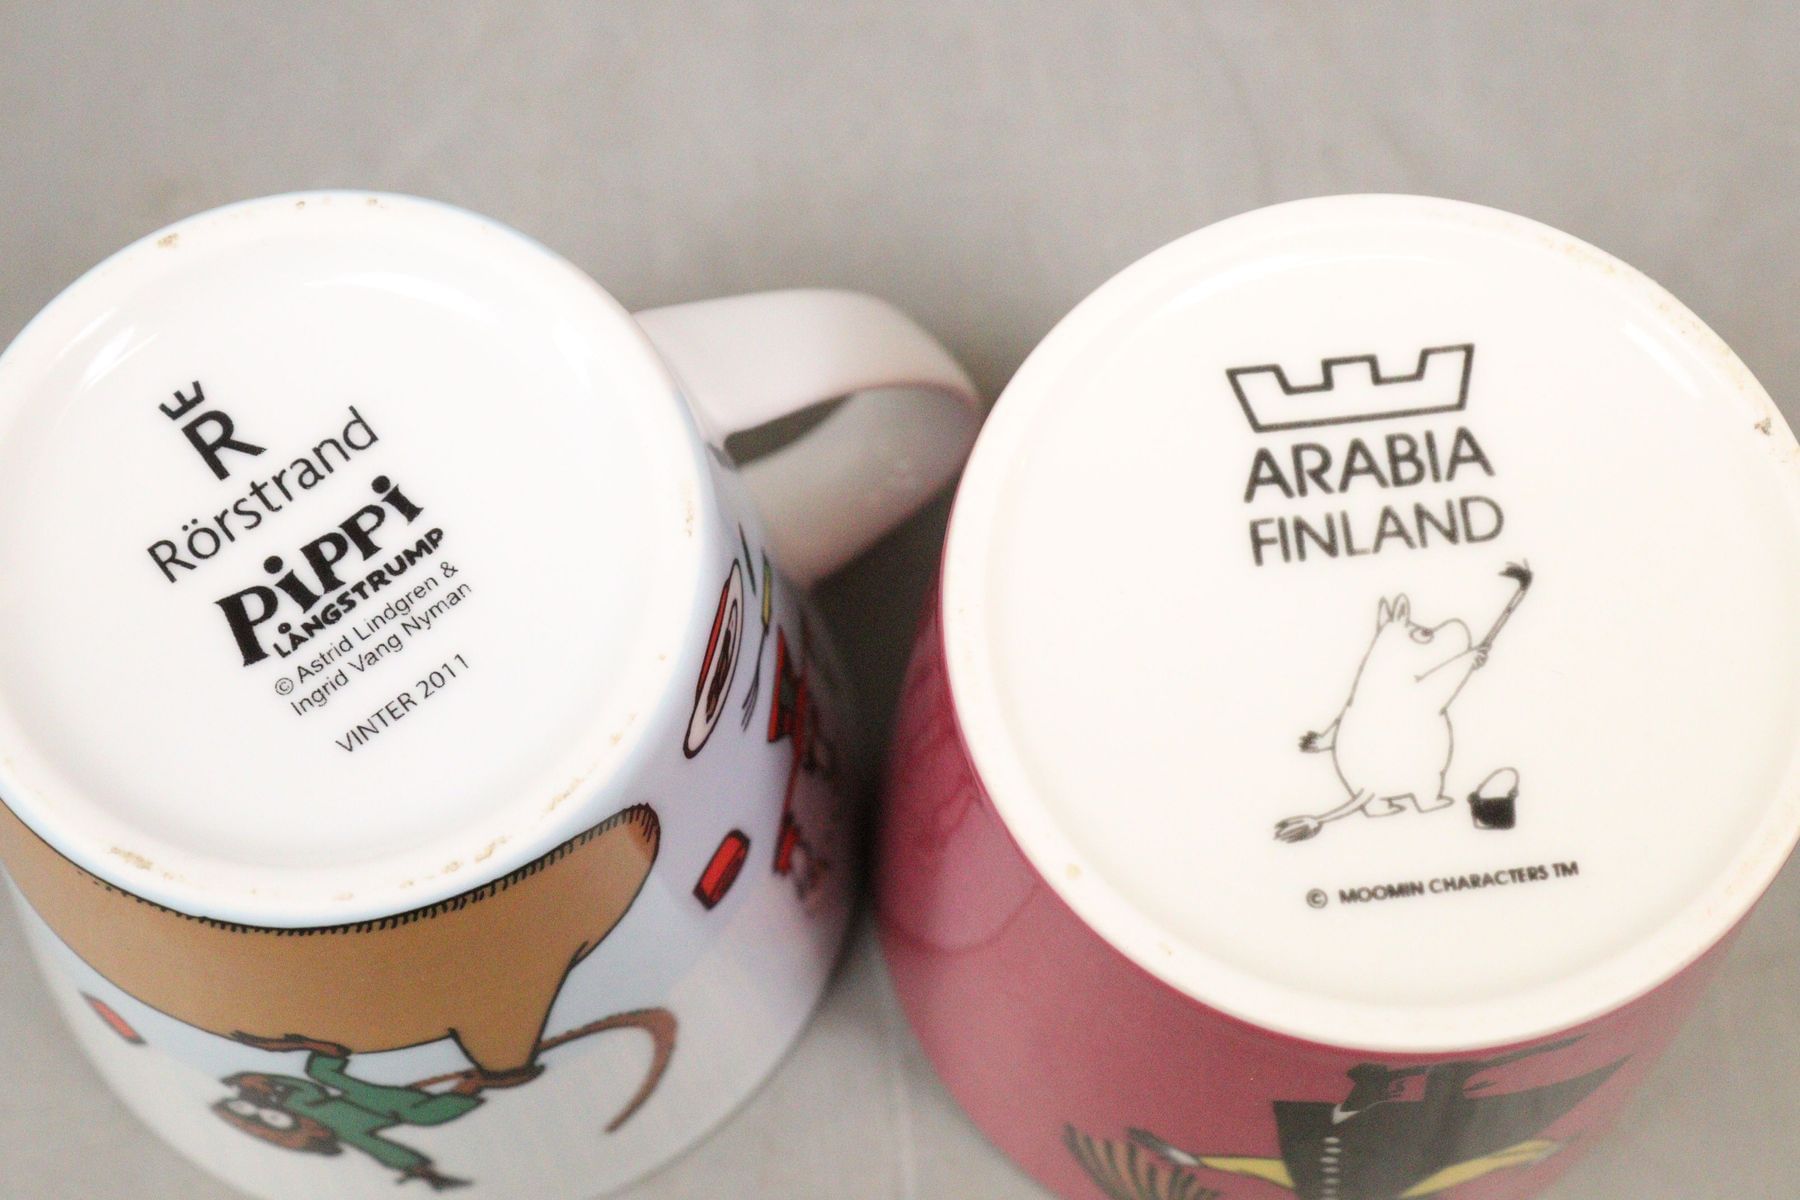 R
Rörstrand
PiPPi
LÅNGSTRUMP
© Astrid Lindgren &
Ingrid Vang Nyman
VINTER 2011
ARABIA
FINLAND
© MOOMIN CHARACTERS TM